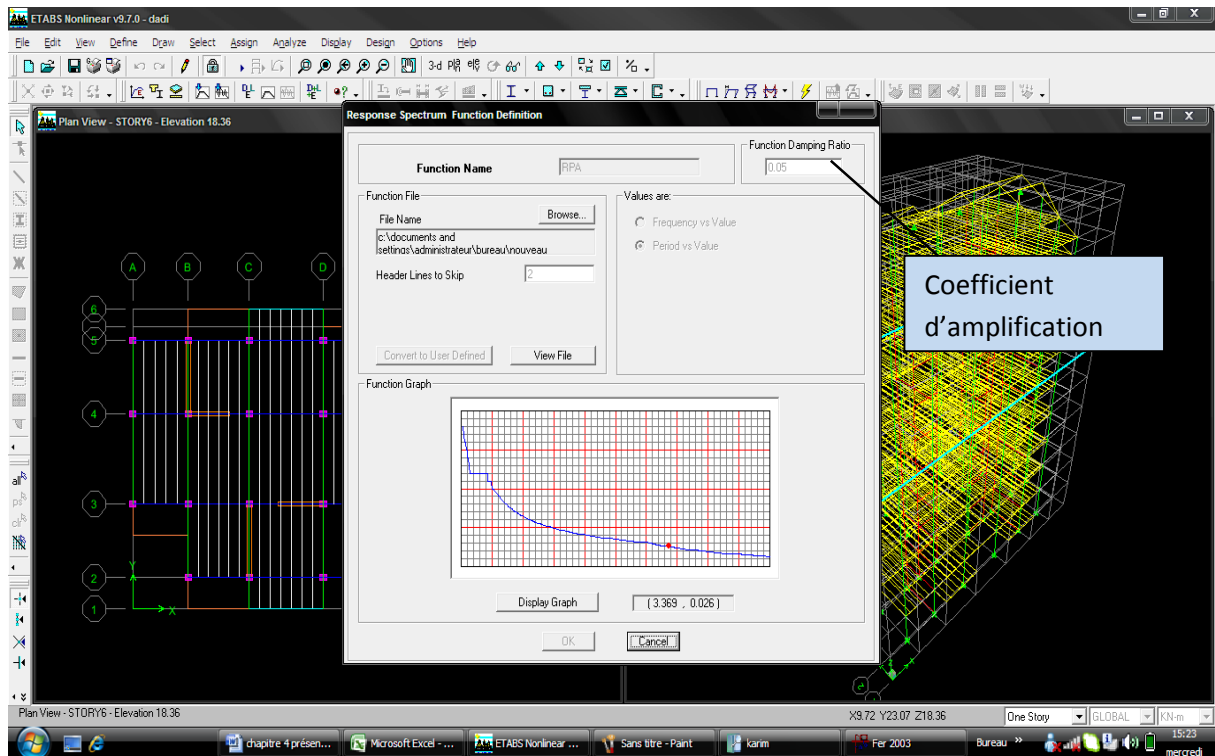 ETABS Nonlinear v9.7.0 - dadi
File Edit View Define Draw Select Assign Analyze Display Design Options Help
3-d
Plan View - STORY6 - Elevation 18.36
Response Spectrum Function Definition
Function Name
RPA
Function Damping Ratio
0.05
Function File
File Name
Browse...
c:\documents and
settings\administrateur\bureau\nouveau
Header Lines to Skip
2
Convert to User Defined
View File
Values are:
Frequency vs Value
Period vs Value
Coefficient
d’amplification
Function Graph
Display Graph
( 3.369 , 0.026 )
OK
Cancel
A B C D
6
5
4
3
2
1
Y
X
all
Plan View - STORY6 - Elevation 18.36
X9.72 Y23.07 Z18.36
One Story
GLOBAL
KN-m
chapitre 4 présen...
Microsoft Excel - ...
ETABS Nonlinear ...
Sans titre - Paint
karim
Fer 2003
Bureau »
15:23
mercredi